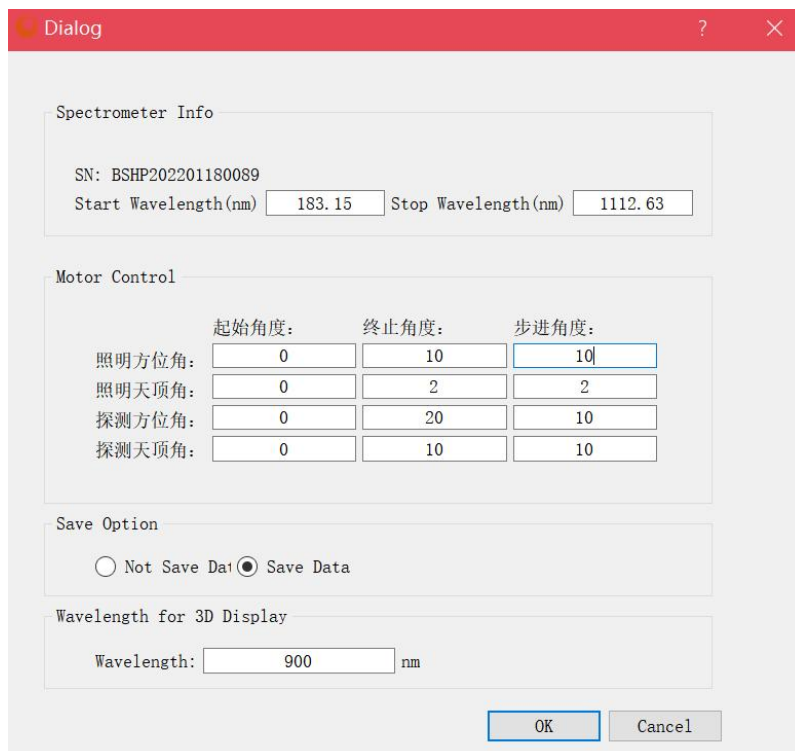 Dialog ? ×
Spectrometer Info
SN: BSHP202201180089
Start Wavelength(nm) 183.15 Stop Wavelength(nm) 1112.63
Motor Control
起始角度: 终止角度: 步进角度:
照明方位角: 0 10 10
照明天顶角: 0 2 2
探测方位角: 0 20 10
探测天顶角: 0 10 10
Save Option
Not Save Dat Save Data
Wavelength for 3D Display
Wavelength: 900 nm
OK Cancel